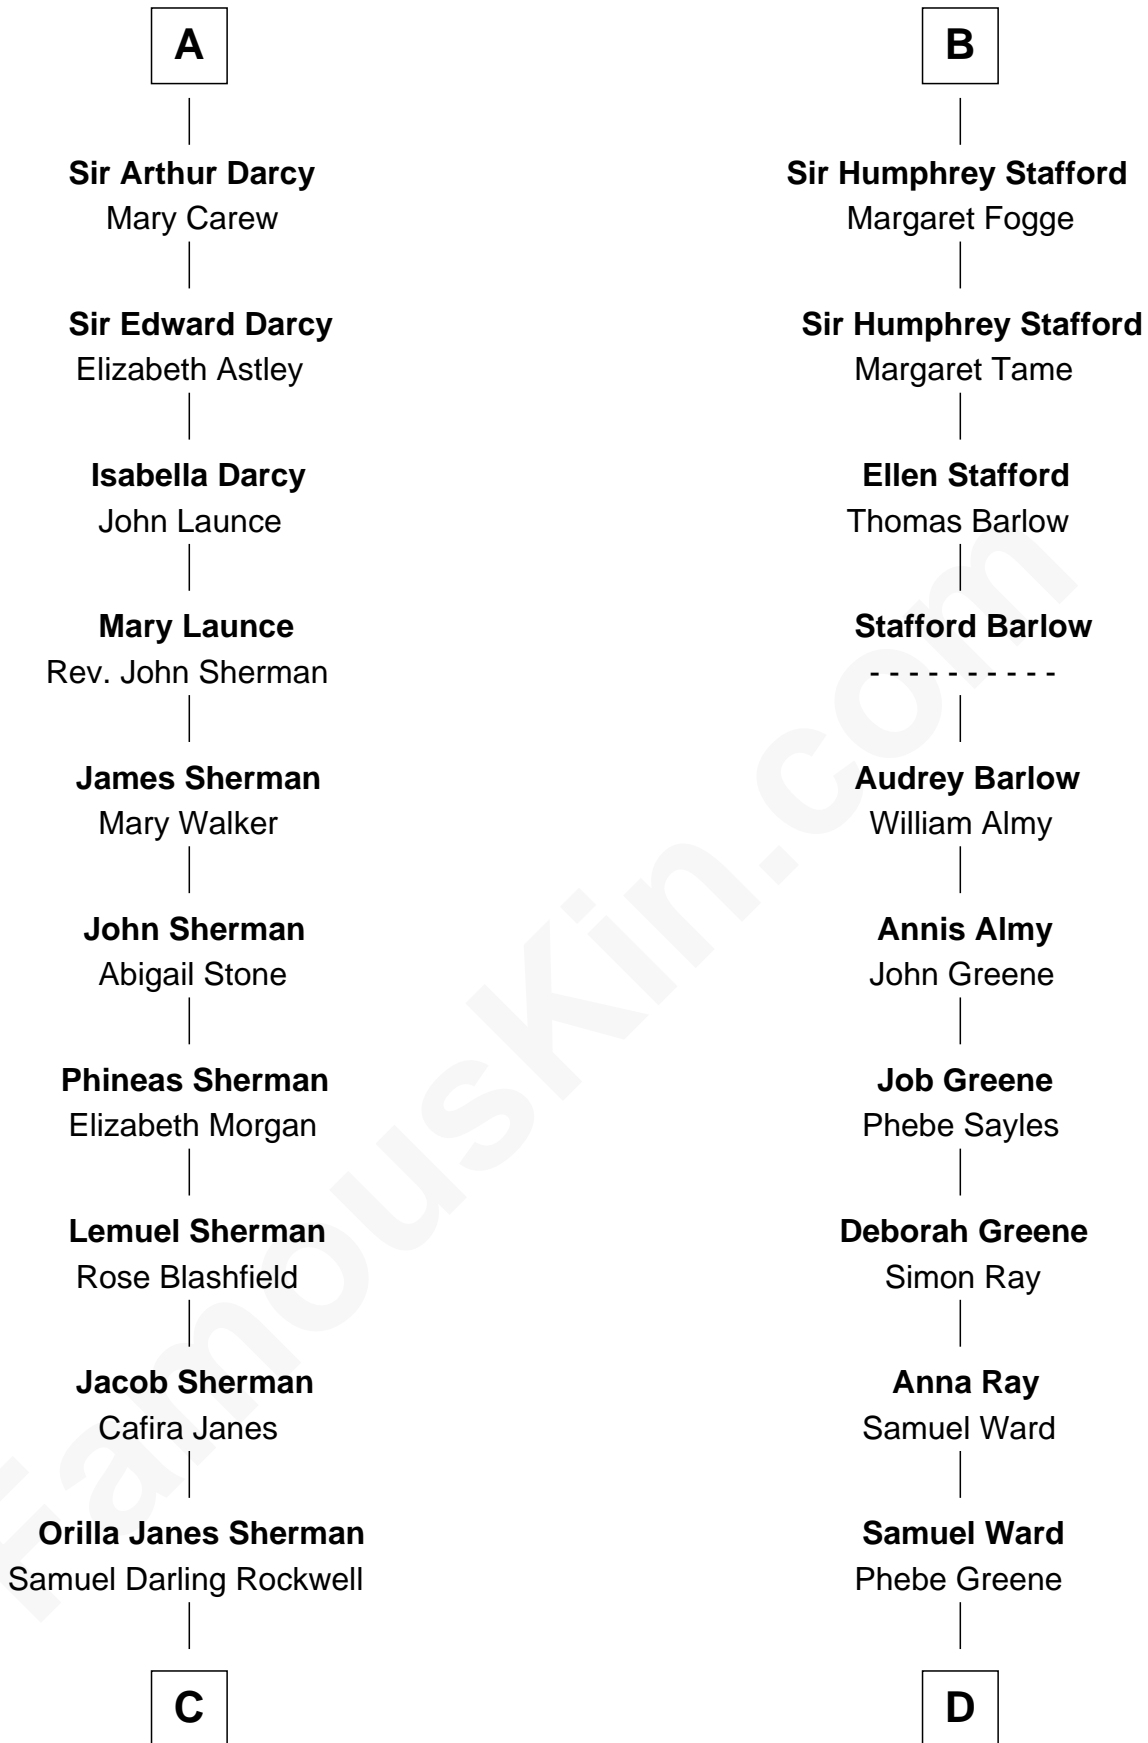 A
Sir Arthur Darcy
Mary Carew
Sir Edward Darcy
Elizabeth Astley
Isabella Darcy
John Launce
Mary Launce
Rev. John Sherman
James Sherman
Mary Walker
John Sherman
Abigail Stone
Phineas Sherman
Elizabeth Morgan
Lemuel Sherman
Rose Blashfield
Jacob Sherman
Cafira Janes
Orilla Janes Sherman
Samuel Darling Rockwell
C
B
Sir Humphrey Stafford
Margaret Fogge
Sir Humphrey Stafford
Margaret Tame
Ellen Stafford
Thomas Barlow
Stafford Barlow
- - - - - - - - - -
Audrey Barlow
William Almy
Annis Almy
John Greene
Job Greene
Phebe Sayles
Deborah Greene
Simon Ray
Anna Ray
Samuel Ward
Samuel Ward
Phebe Greene
D
FamousKin.com